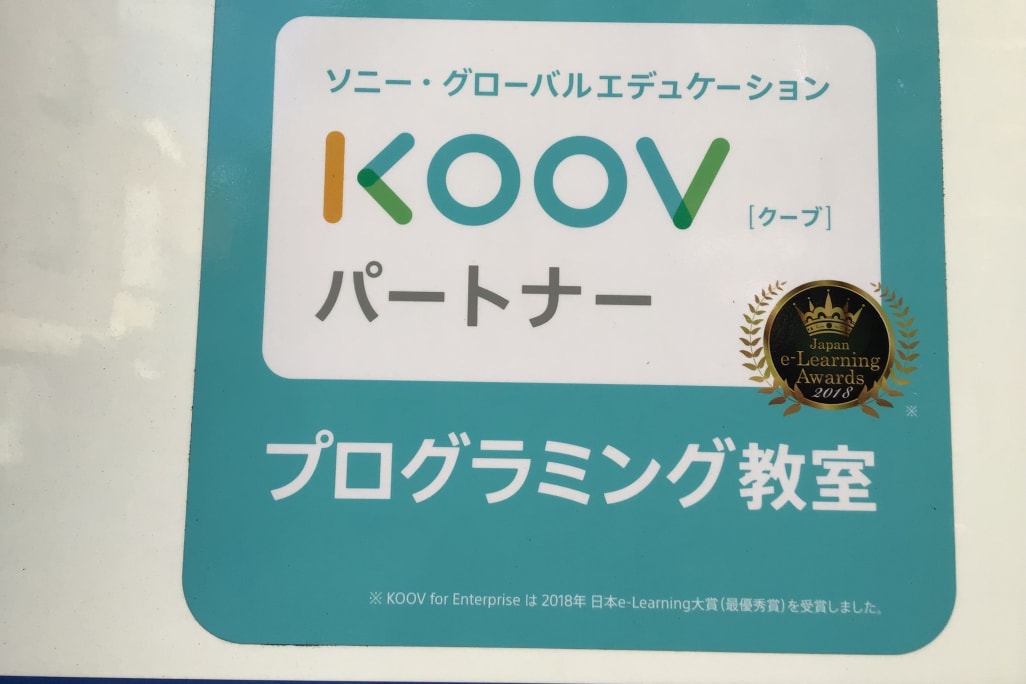 ソニー・グローバルエデュケーション
KOOV
[クーブ]
パートナー
Japan
e-Learning
Awards
2018
※
プログラミング教室
※ KOOV for Enterprise は 2018年 日本e-Learning大賞（最優秀賞）を受賞しました。